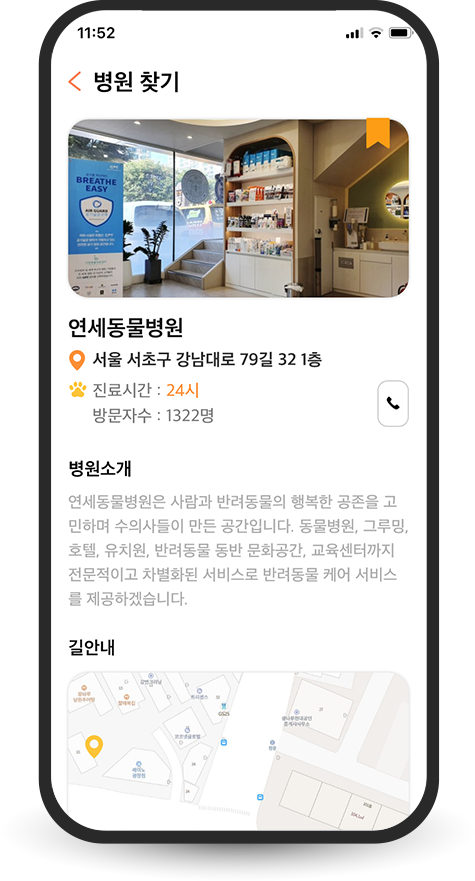 11:52
병원 찾기
BREATHE
EASY
AIR GUARD
연세동물병원
서울 서초구 강남대로 79길 32 1층
진료시간 : 24시
방문자수 : 1322명
병원소개
연세동물병원은 사람과 반려동물의 행복한 공존을 고
민하며 수의사들이 만든 공간입니다. 동물병원, 그루밍,
호텔, 유치원, 반려동물 동반 문화공간, 교육센터까지
전문적이고 차별화된 서비스로 반려동물 케어 서비스
를 제공하겠습니다.
길안내
GS25